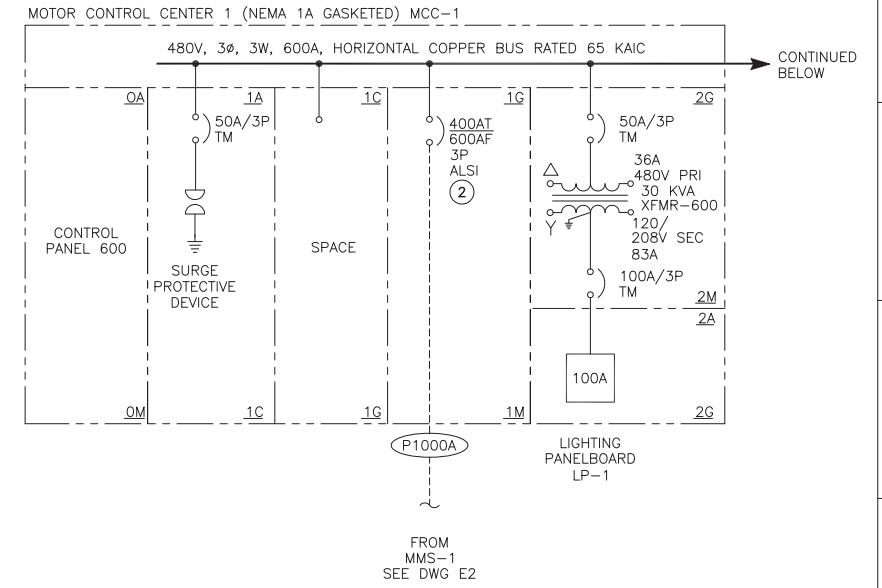 MOTOR CONTROL CENTER 1 (NEMA 1A GASKETED) MCC-1
480V, 3ø, 3W, 600A, HORIZONTAL COPPER BUS RATED 65 KAIC
CONTINUED
BELOW
0A
1A
1C
1G
2G
50A/3P
TM
400AT
600AF
3P
ALSI
2
50A/3P
TM
36A
480V PRI
30 KVA
XFMR-600
120/
208V SEC
83A
Y
CONTROL
PANEL 600
SURGE
PROTECTIVE
DEVICE
SPACE
100A/3P
TM
2M
2A
100A
0M
1C
1G
1M
2G
P1000A
LIGHTING
PANELBOARD
LP-1
FROM
MMS-1
SEE DWG E2